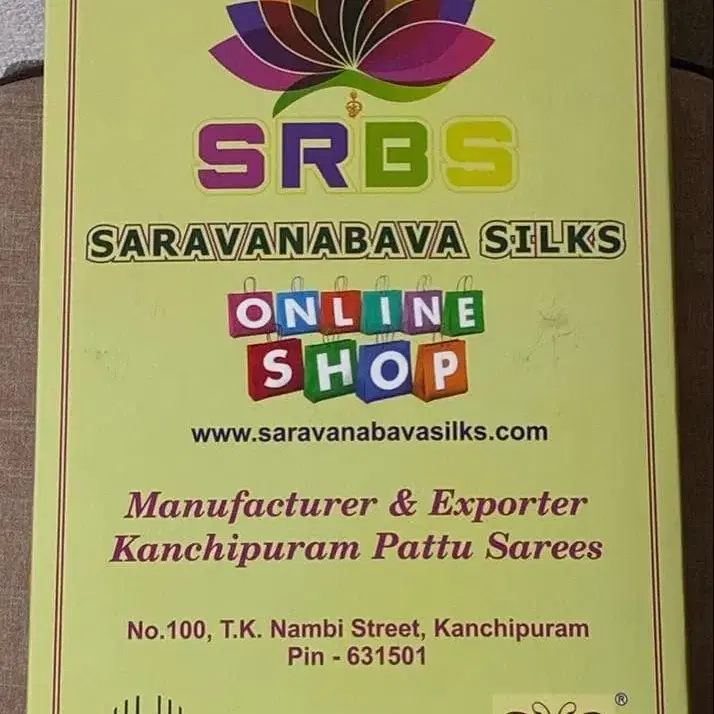 SRBS
SARAVANABAVA SILKS
ONLINE
SHOP
www.saravanabavasilks.com
Manufacturer & Exporter
Kanchipuram Pattu Sarees
No.100, T.K. Nambi Street, Kanchipuram
Pin - 631501
®